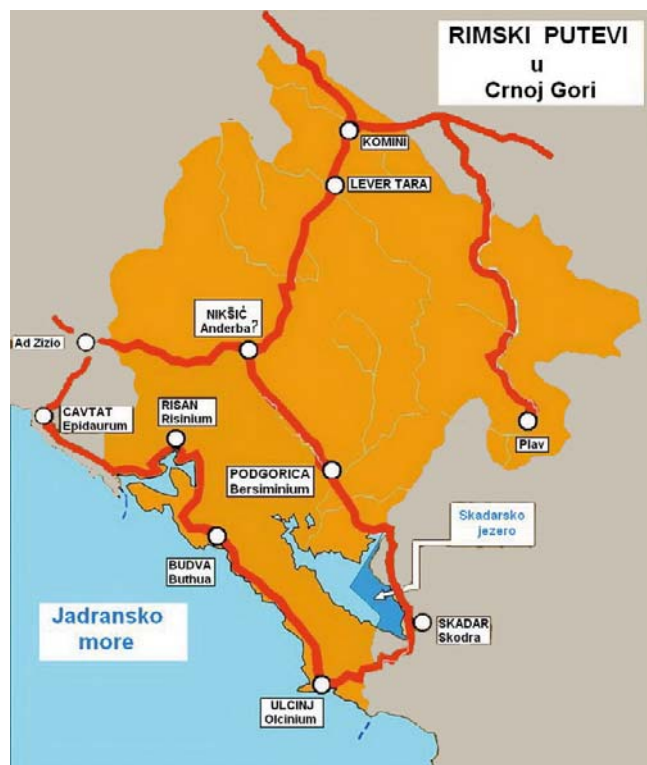 RIMSKI PUTEVI
u
Crnoj Gori
KOMINI
LEVER TARA
NIKŠIĆ
Anderba?
Ad Zizio
CAVTAT
Epidaurum
RISAN
Risinium
Plav
PODGORICA
Bersiminium
Skadarsko
jezero
BUDVA
Buthua
Jadransko
more
SKADAR
Skodra
ULCINJ
Olcinium